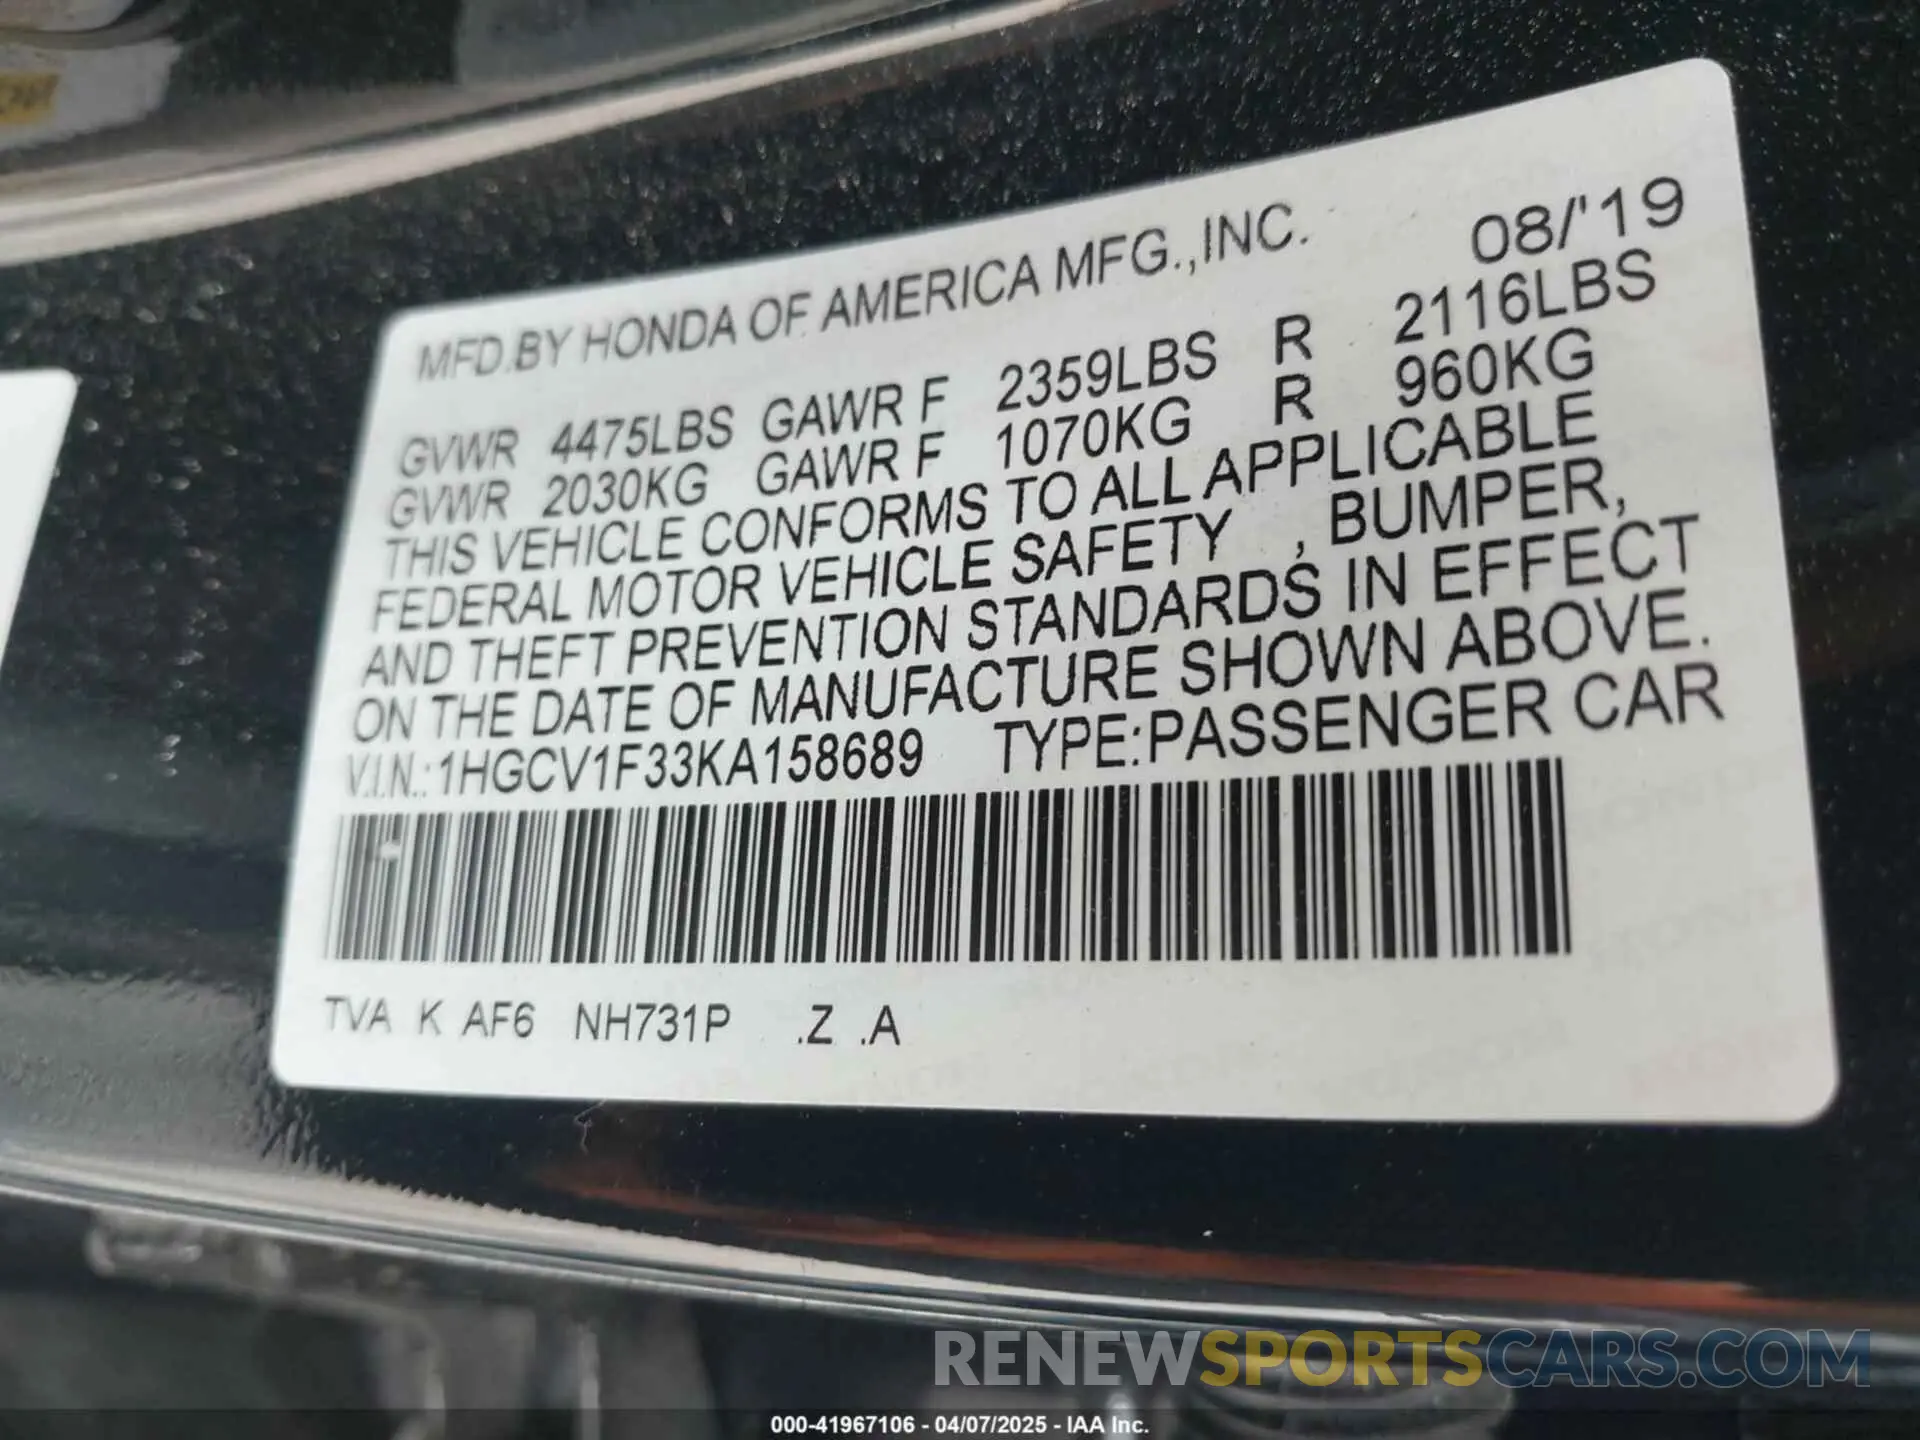 MFD.BY HONDA OF AMERICA MFG.,INC. 08/'19
GVWR 4475LBS GAWR F 2359LBS R 2116LBS
GVWR 2030KG GAWR F 1070KG R 960KG
THIS VEHICLE CONFORMS TO ALL APPLICABLE
FEDERAL MOTOR VEHICLE SAFETY , BUMPER,
AND THEFT PREVENTION STANDARDS IN EFFECT
ON THE DATE OF MANUFACTURE SHOWN ABOVE.
V.I.N.:1HGCV1F33KA158689 TYPE:PASSENGER CAR
TVA K AF6 NH731P .Z .A
RENEWSPORTSCARS.COM
000-41967106 - 04/07/2025 - IAA Inc.